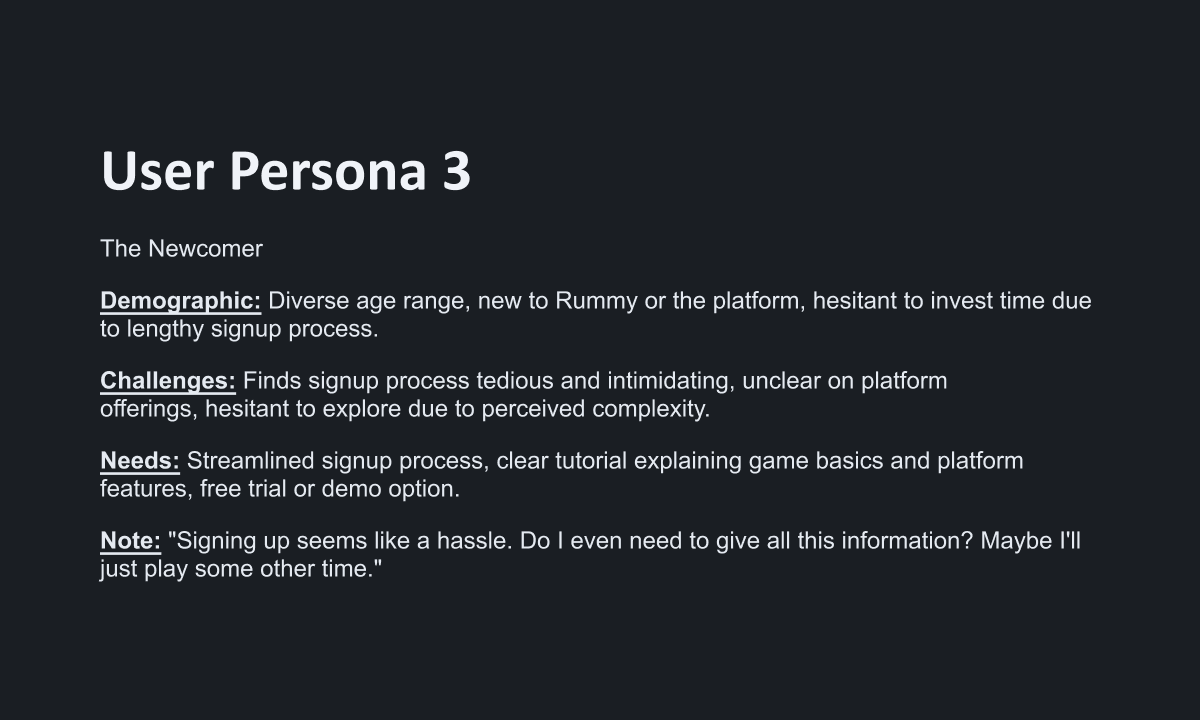 User Persona 3
The Newcomer
Demographic: Diverse age range, new to Rummy or the platform, hesitant to invest time due
to lengthy signup process.
Challenges: Finds signup process tedious and intimidating, unclear on platform
offerings, hesitant to explore due to perceived complexity.
Needs: Streamlined signup process, clear tutorial explaining game basics and platform
features, free trial or demo option.
Note: "Signing up seems like a hassle. Do I even need to give all this information? Maybe I'll
just play some other time."